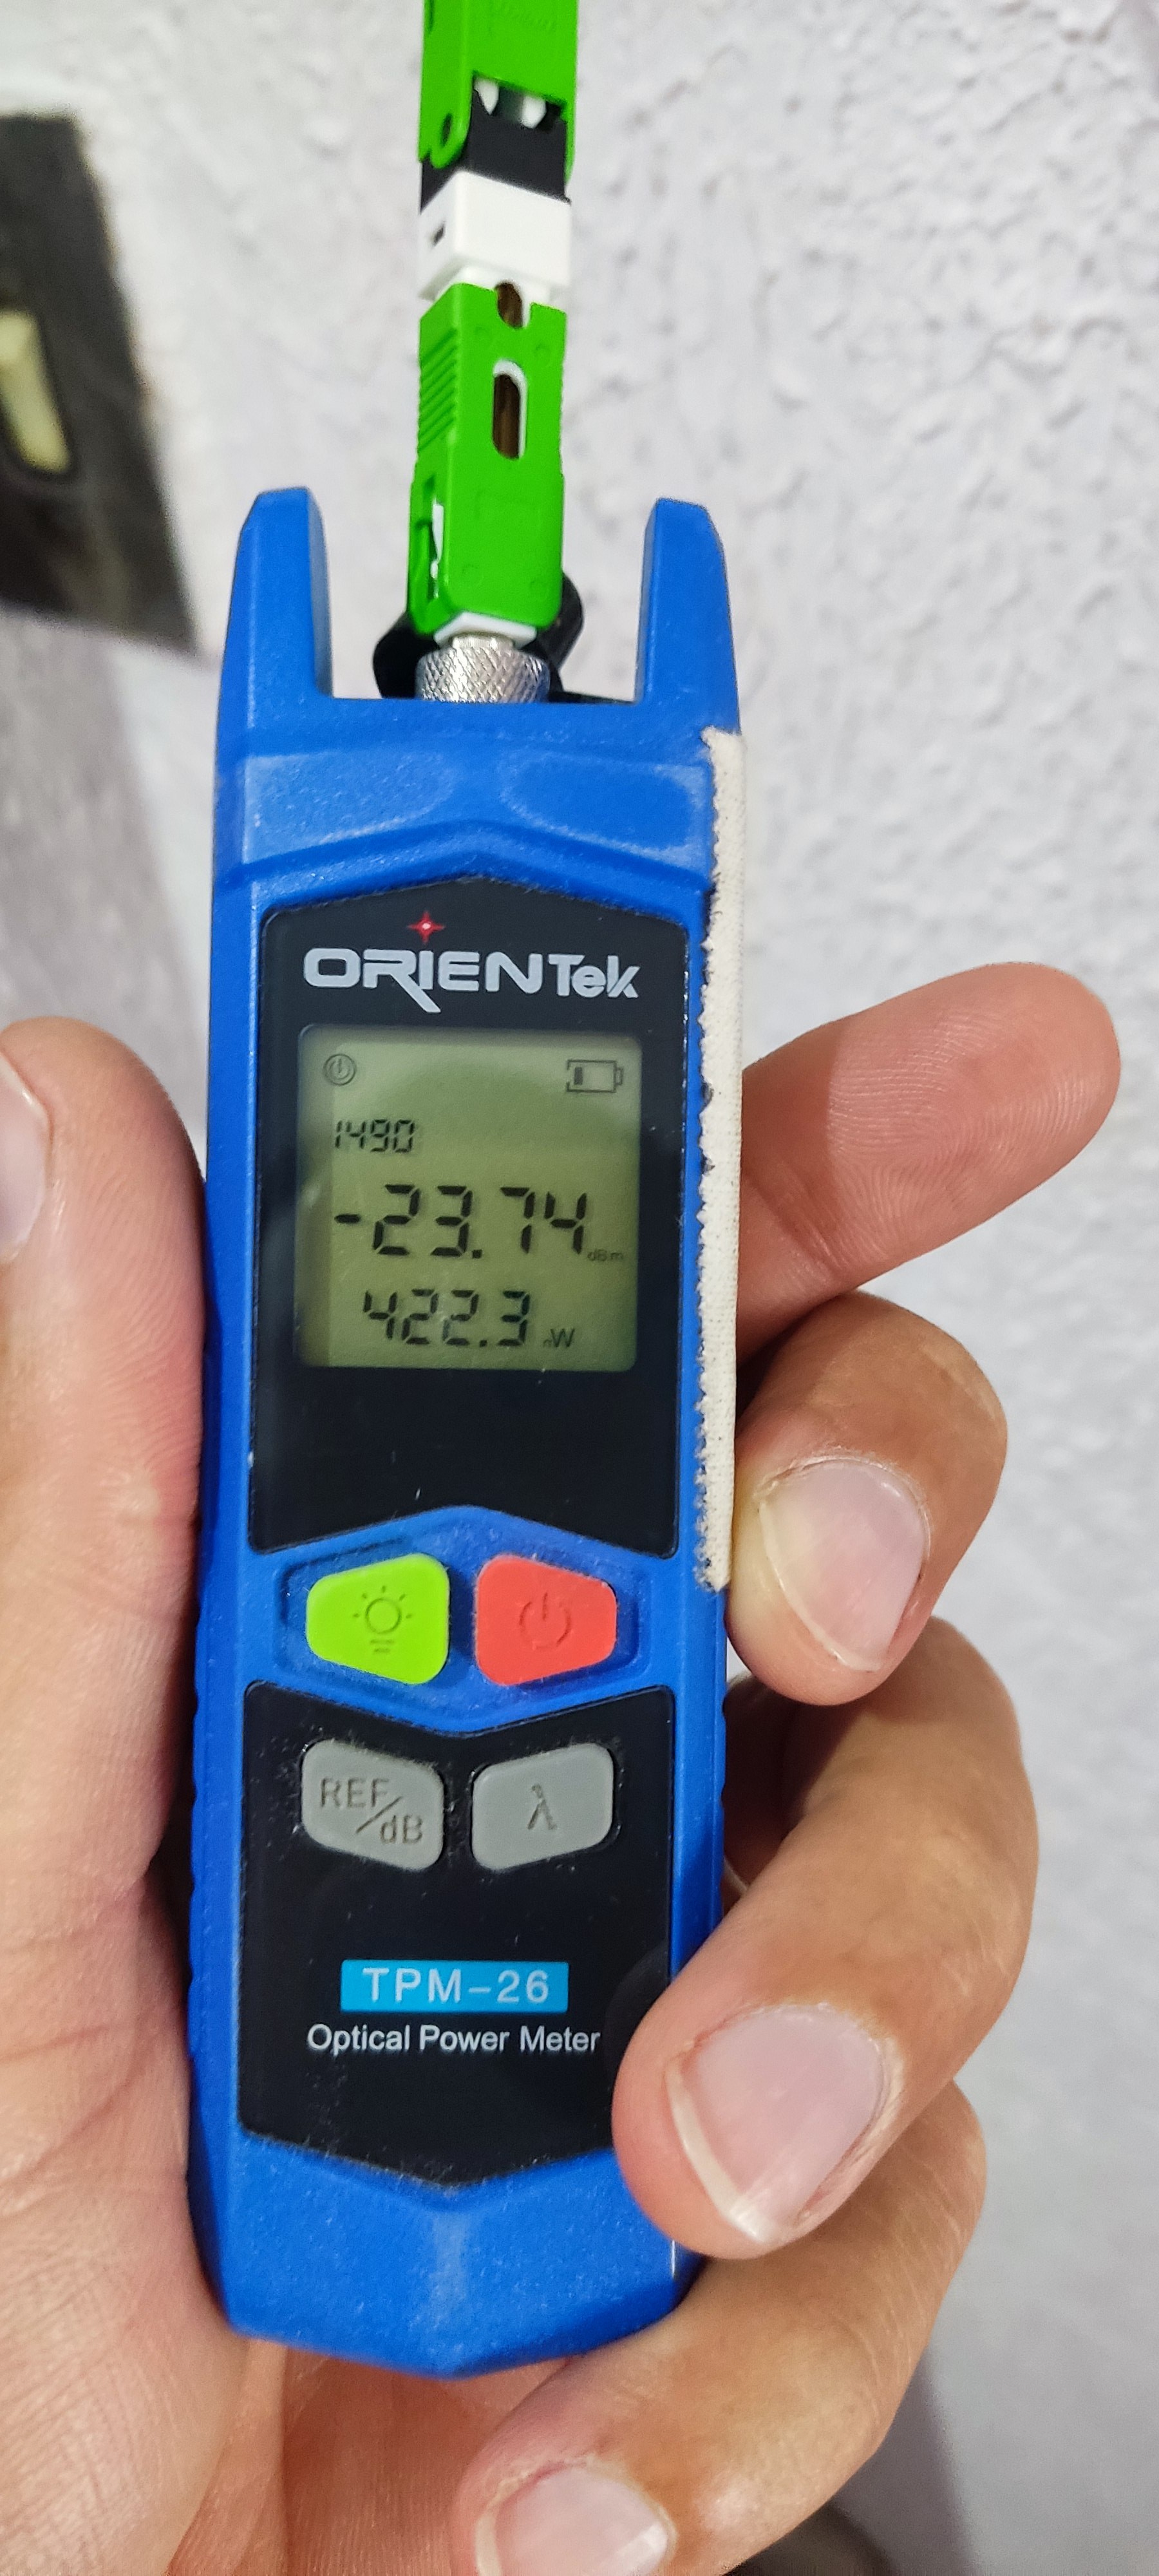 ORIENTek
1490
-23.74 dBm
422.3 nW
REF/dB
λ
TPM-26
Optical Power Meter